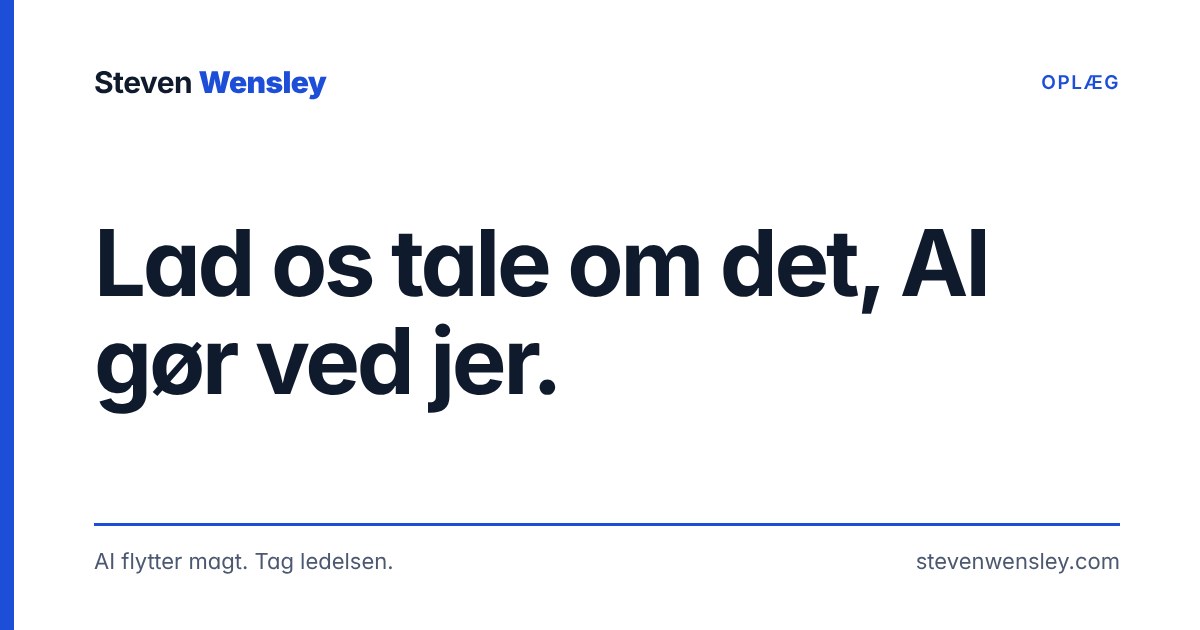 Steven Wensley
OPLÆG
Lad os tale om det, AI
gør ved jer.
AI flytter magt. Tag ledelsen.
stevenwensley.com